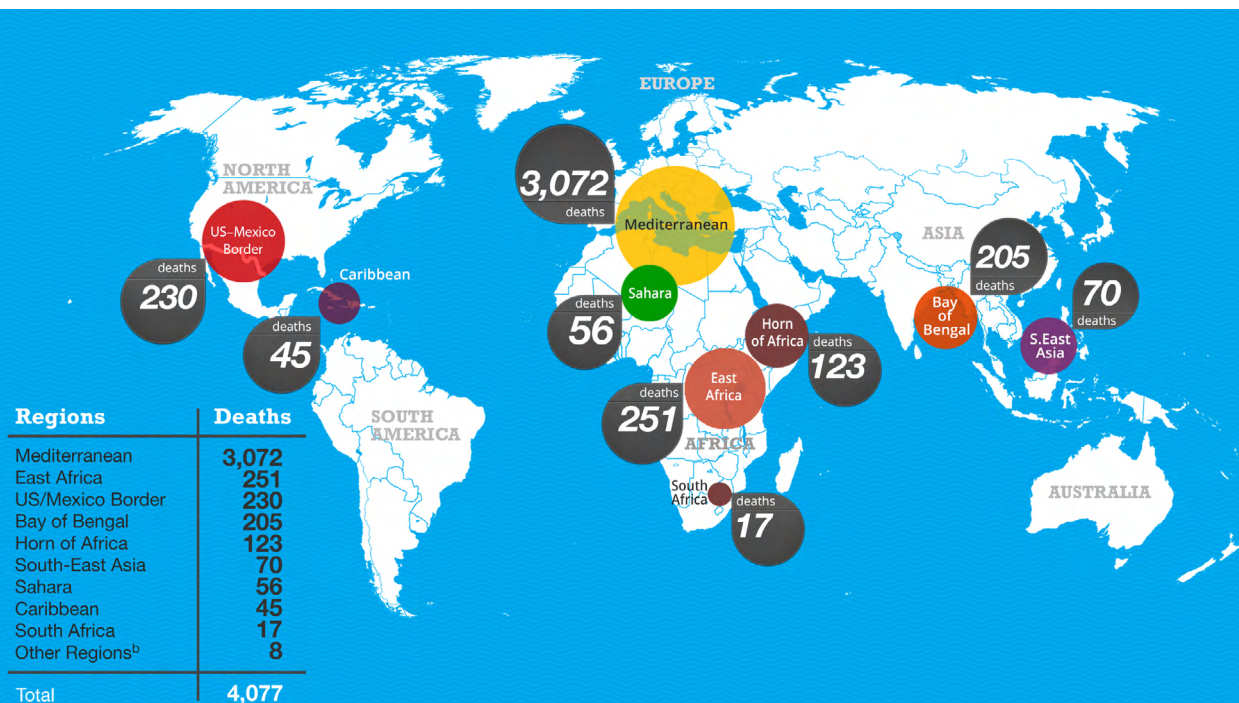 EUROPE
NORTH
AMERICA
3,072
deaths
Mediterranean
US–Mexico
Border
ASIA
205
deaths
deaths
230
Caribbean
Sahara
deaths
56
70
deaths
Bay
of
Bengal
Horn
of Africa
deaths
123
S.East
Asia
deaths
45
East
Africa
deaths
251
SOUTH
AMERICA
AFRICA
South
Africa
deaths
17
AUSTRALIA
Regions Deaths
Mediterranean 3,072
East Africa 251
US/Mexico Border 230
Bay of Bengal 205
Horn of Africa 123
South-East Asia 70
Sahara 56
Caribbean 45
South Africa 17
Other Regionsᵇ 8
Total 4,077